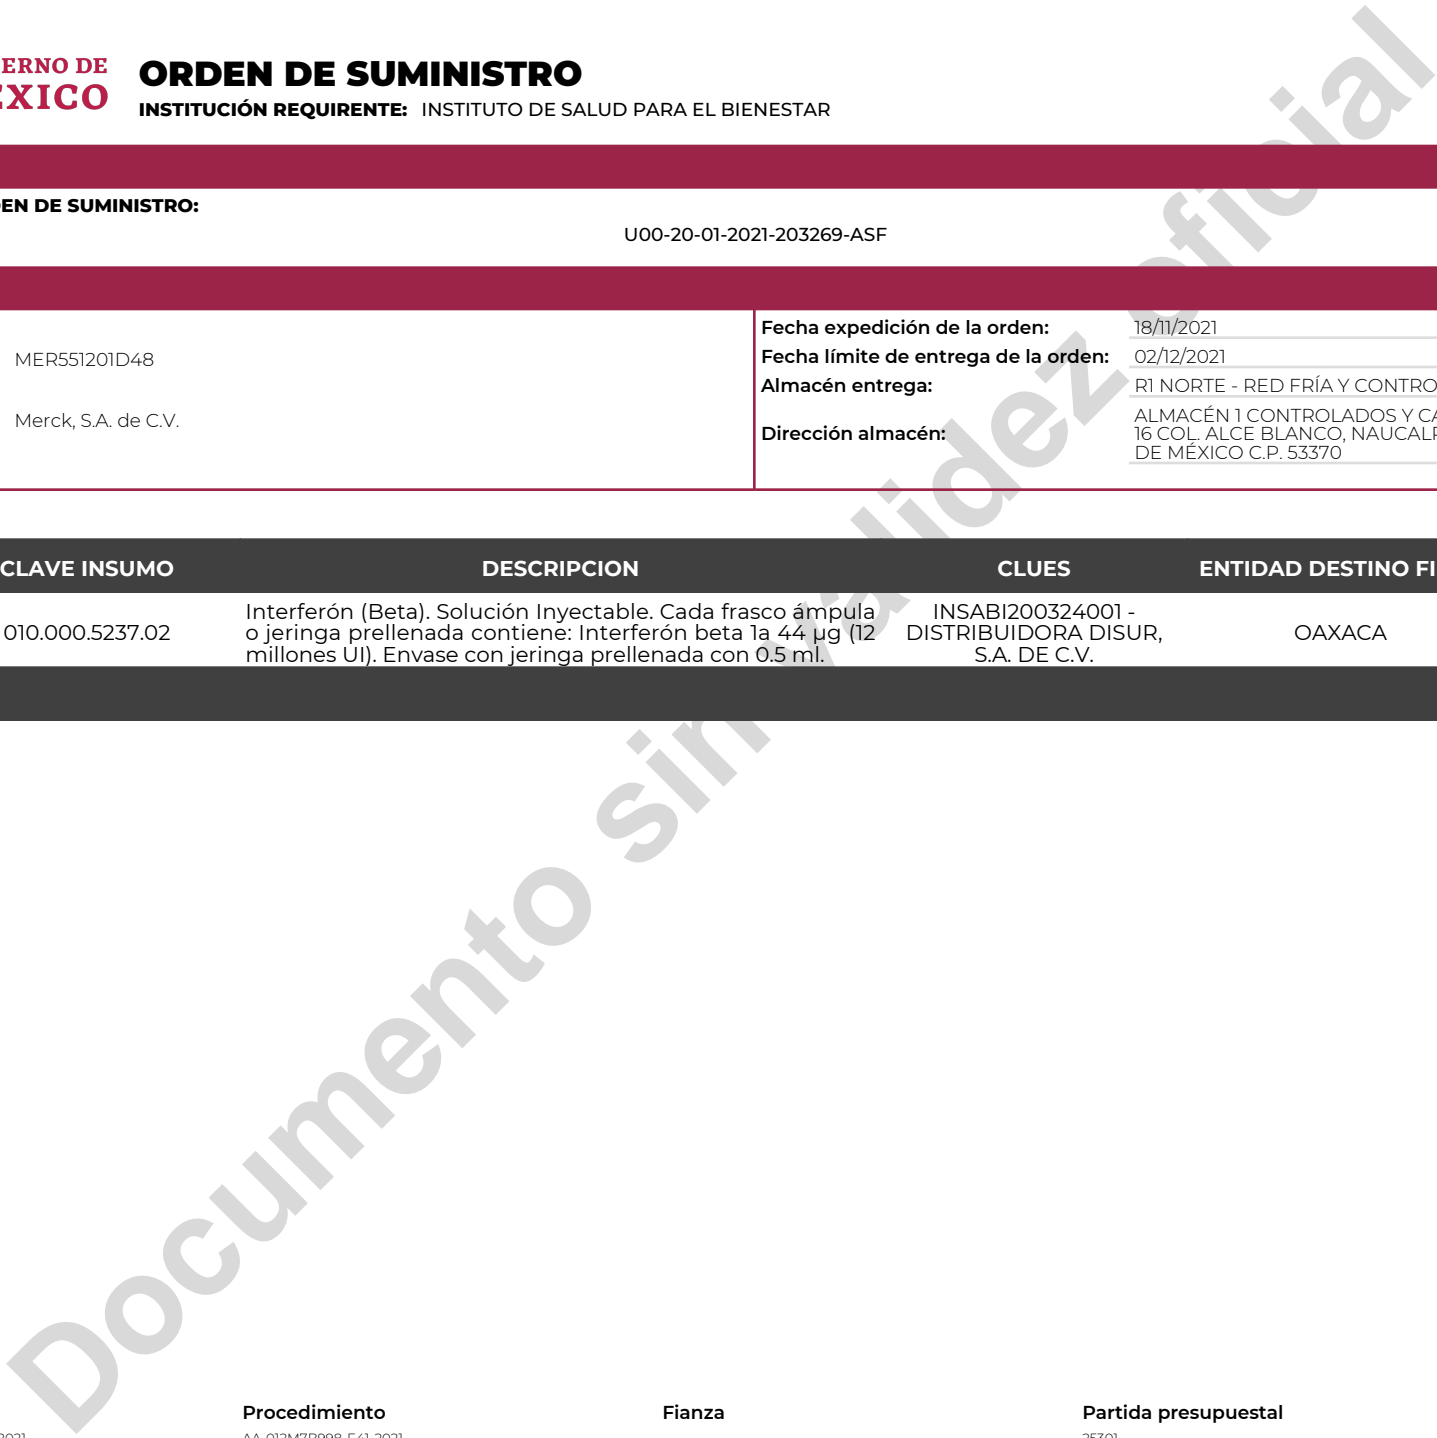 ERNO DE
EXICO
ORDEN DE SUMINISTRO
INSTITUCIÓN REQUIRENTE: INSTITUTO DE SALUD PARA EL BIENESTAR
EN DE SUMINISTRO:
U00-20-01-2021-203269-ASF
MER551201D48
Merck, S.A. de C.V.
Fecha expedición de la orden: 18/11/2021
Fecha límite de entrega de la orden: 02/12/2021
Almacén entrega: R1 NORTE - RED FRÍA Y CONTRO
Dirección almacén: ALMACÉN 1 CONTROLADOS Y CA
16 COL. ALCE BLANCO, NAUCALP
DE MÉXICO C.P. 53370
CLAVE INSUMO DESCRIPCION CLUES ENTIDAD DESTINO FI
010.000.5237.02
Interferón (Beta). Solución Inyectable. Cada frasco ámpula
o jeringa prellenada contiene: Interferón beta 1a 44 µg (12
millones UI). Envase con jeringa prellenada con 0.5 ml.
INSABI200324001 -
DISTRIBUIDORA DISUR,
S.A. DE C.V.
OAXACA
Documento sin validez oficial
Procedimiento Fianza Partida presupuestal